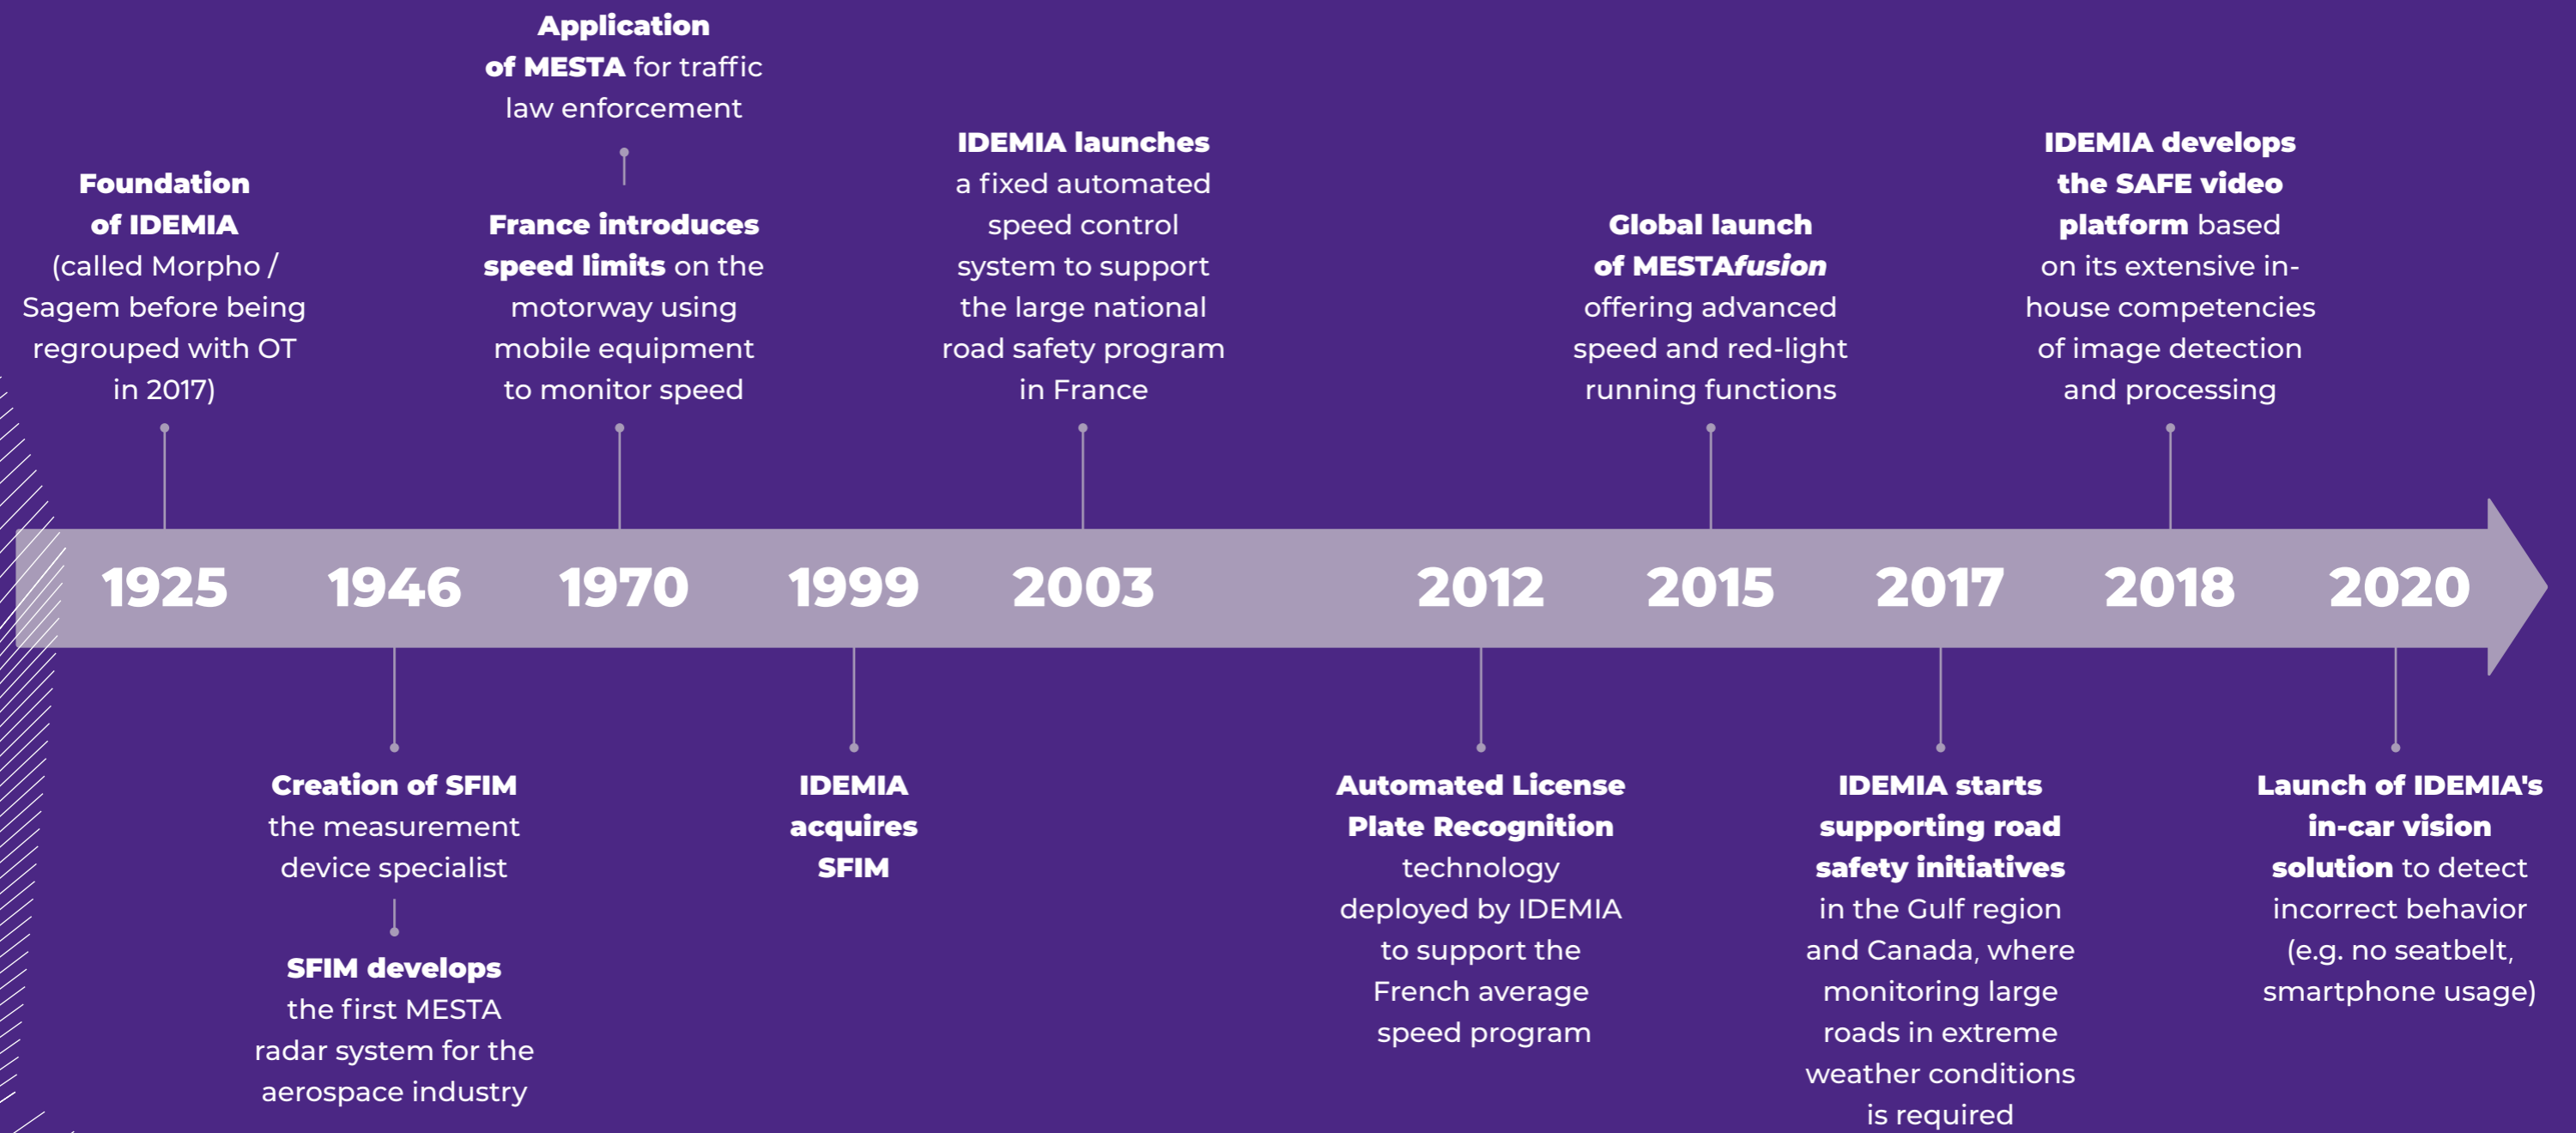 Application
of MESTA for traffic
law enforcement
Foundation
of IDEMIA
(called Morpho /
Sagem before being
regrouped with OT
in 2017)
France introduces
speed limits on the
motorway using
mobile equipment
to monitor speed
IDEMIA launches
a fixed automated
speed control
system to support
the large national
road safety program
in France
Global launch
of MESTAfusion
offering advanced
speed and red-light
running functions
IDEMIA develops
the SAFE video
platform based
on its extensive in-
house competencies
of image detection
and processing
1925 1946 1970 1999 2003 2012 2015 2017 2018 2020
Creation of SFIM
the measurement
device specialist
SFIM develops
the first MESTA
radar system for the
aerospace industry
IDEMIA
acquires
SFIM
Automated License
Plate Recognition
technology
deployed by IDEMIA
to support the
French average
speed program
IDEMIA starts
supporting road
safety initiatives
in the Gulf region
and Canada, where
monitoring large
roads in extreme
weather conditions
is required
Launch of IDEMIA's
in-car vision
solution to detect
incorrect behavior
(e.g. no seatbelt,
smartphone usage)